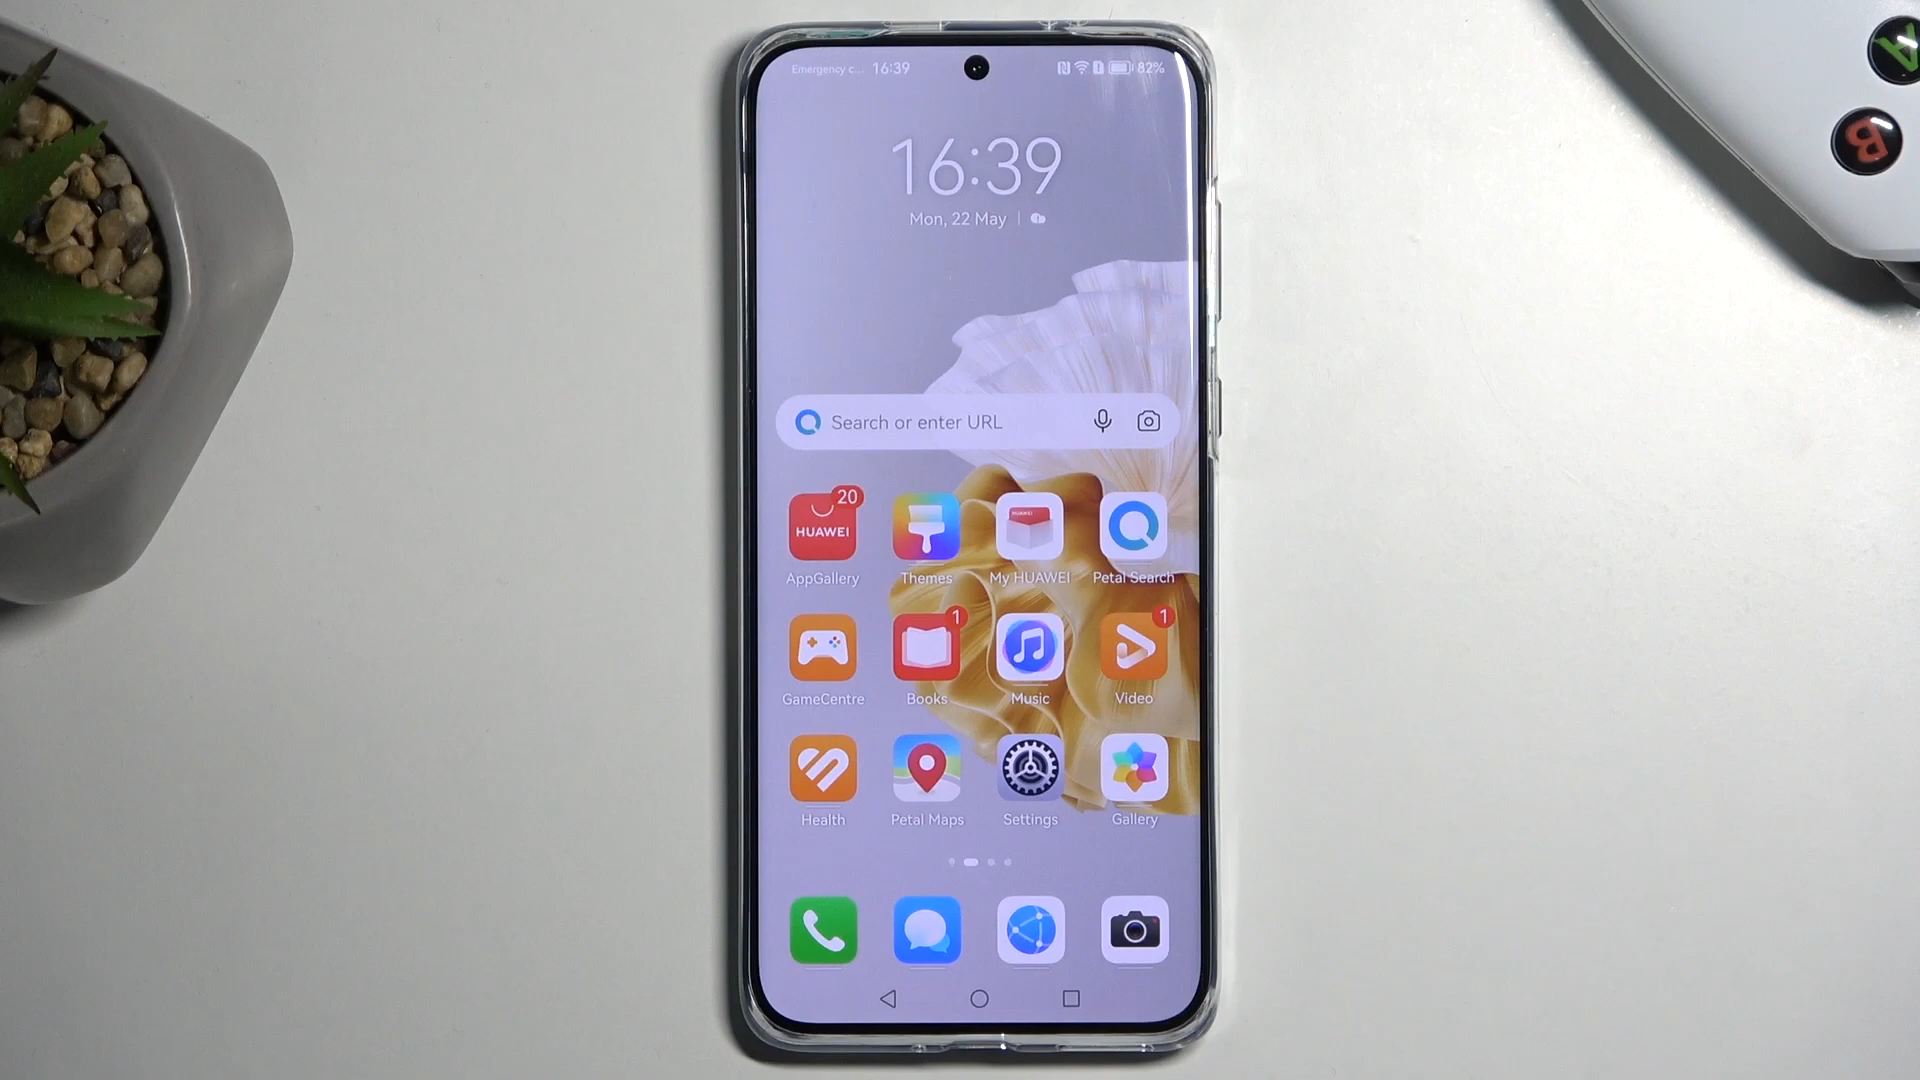 Emergency c... 16:39 82%
16:39
Mon, 22 May
Search or enter URL
20 HUAWEI HUAWEI
AppGallery Themes My HUAWEI Petal Search
1 1
GameCentre Books Music Video
Health Petal Maps Settings Gallery
A
B